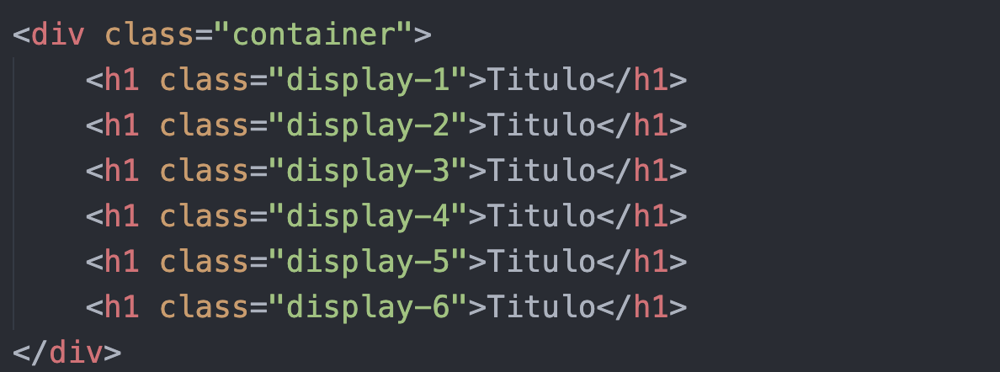 <div class="container">
    <h1 class="display-1">Titulo</h1>
    <h1 class="display-2">Titulo</h1>
    <h1 class="display-3">Titulo</h1>
    <h1 class="display-4">Titulo</h1>
    <h1 class="display-5">Titulo</h1>
    <h1 class="display-6">Titulo</h1>
</div>